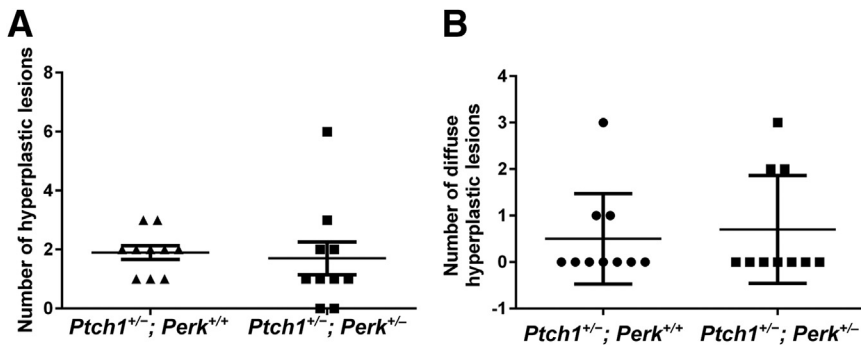 A
Number of hyperplastic lesions
8
6
4
2
0
Ptch1+/–; Perk+/+
Ptch1+/–; Perk+/–
B
Number of diffuse
hyperplastic lesions
4
3
2
1
0
-1
Ptch1+/–; Perk+/+
Ptch1+/–; Perk+/–